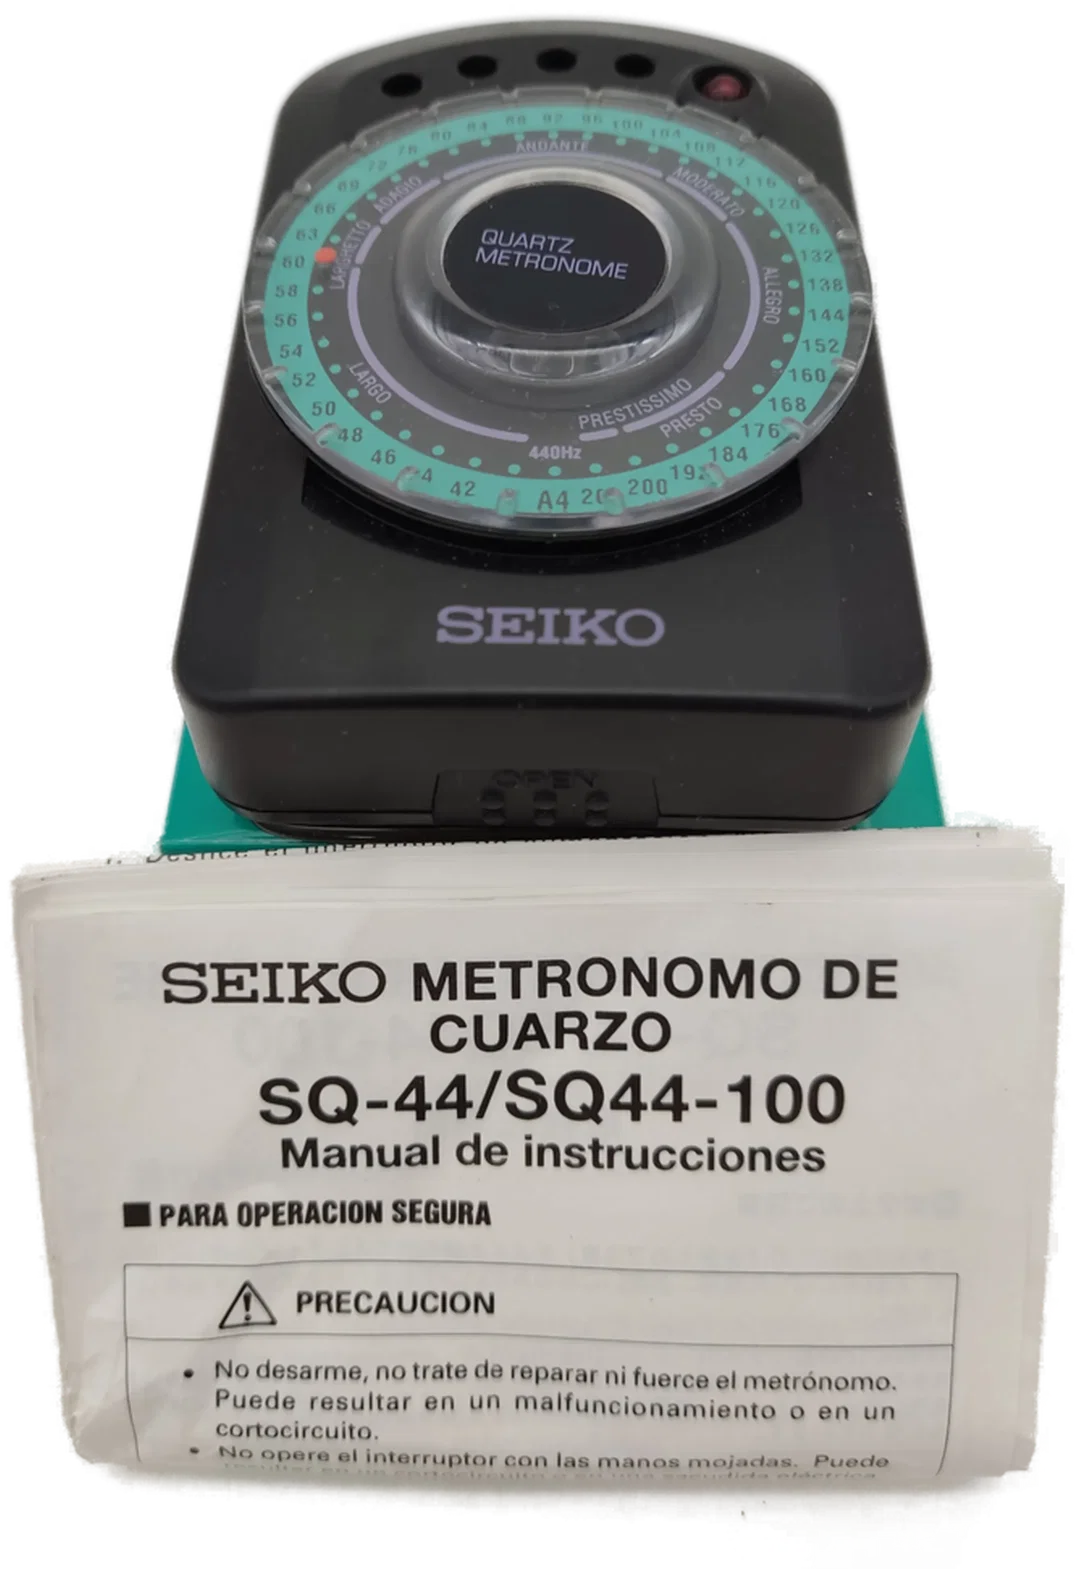 80 84 88 92 96 100 104 108 112 116 120 126 132 138 144 152 160 168 176 184 200 A4 42 46 48 50 52 54 56 58 60 63 66 69 72 76
LARGO
LARGHETTO
ADAGIO
ANDANTE
MODERATO
ALLEGRO
PRESTO
PRESTISSIMO
440Hz
QUARTZ
METRONOME
SEIKO
OPEN
SEIKO METRONOMO DE
CUARZO
SQ-44/SQ44-100
Manual de instrucciones
■ PARA OPERACION SEGURA
PRECAUCION
• No desarme, no trate de reparar ni fuerce el metrónomo.
Puede resultar en un malfuncionamiento o en un
cortocircuito.
• No opere el interruptor con las manos mojadas. Puede